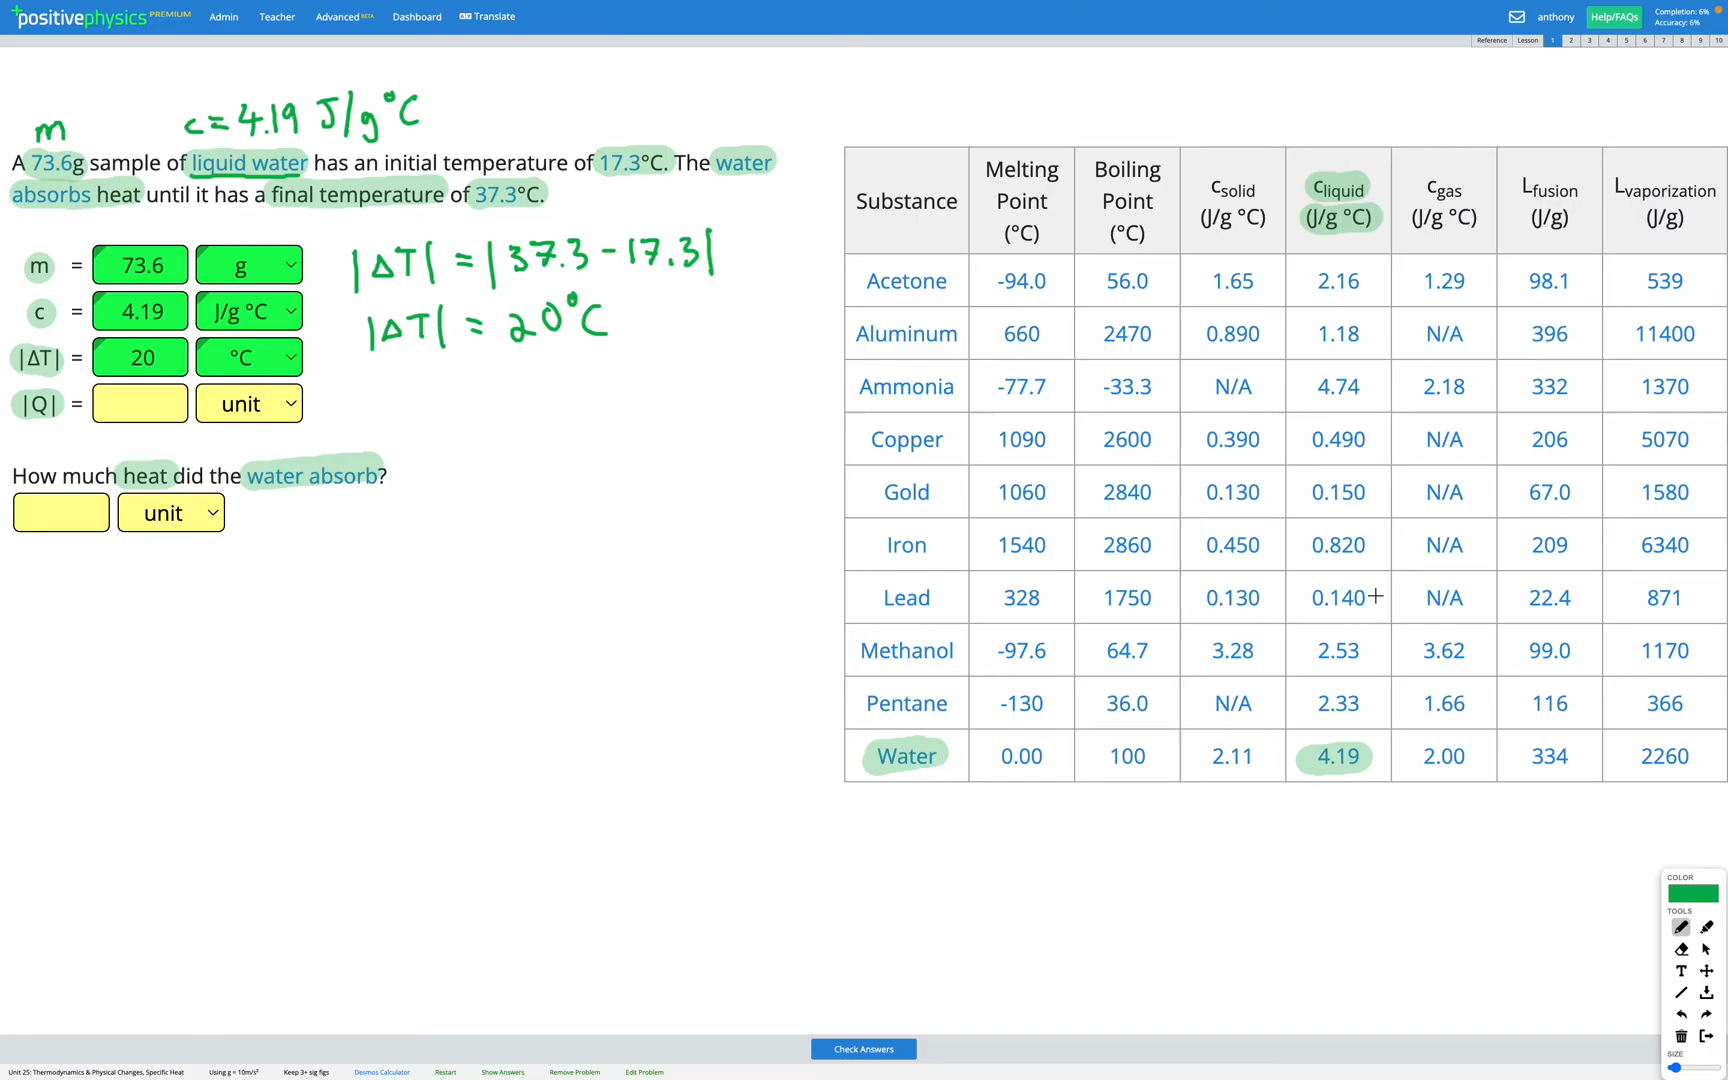 positivephysics PREMIUM Admin Teacher Advanced BETA Dashboard Translate anthony Help/FAQs Completion: 6%
Accuracy: 6%
Reference Lesson 1 2 3 4 5 6 7 8 9 10
m c = 4.19 J/g°C
A 73.6g sample of liquid water has an initial temperature of 17.3°C. The water
absorbs heat until it has a final temperature of 37.3°C.
m = 73.6 g
c = 4.19 J/g °C
|ΔT| = 20 °C
|Q| = unit
|ΔT| = |37.3 - 17.3|
|ΔT| = 20°C
How much heat did the water absorb?
unit
Substance Melting Point (°C) Boiling Point (°C) csolid (J/g °C) cliquid (J/g °C) cgas (J/g °C) Lfusion (J/g) Lvaporization (J/g)
Acetone -94.0 56.0 1.65 2.16 1.29 98.1 539
Aluminum 660 2470 0.890 1.18 N/A 396 11400
Ammonia -77.7 -33.3 N/A 4.74 2.18 332 1370
Copper 1090 2600 0.390 0.490 N/A 206 5070
Gold 1060 2840 0.130 0.150 N/A 67.0 1580
Iron 1540 2860 0.450 0.820 N/A 209 6340
Lead 328 1750 0.130 0.140 N/A 22.4 871
Methanol -97.6 64.7 3.28 2.53 3.62 99.0 1170
Pentane -130 36.0 N/A 2.33 1.66 116 366
Water 0.00 100 2.11 4.19 2.00 334 2260
COLOR
TOOLS
T
SIZE
Check Answers
Unit 25: Thermodynamics & Physical Changes, Specific Heat Using g = 10m/s² Keep 3+ sig figs Desmos Calculator Restart Show Answers Remove Problem Edit Problem